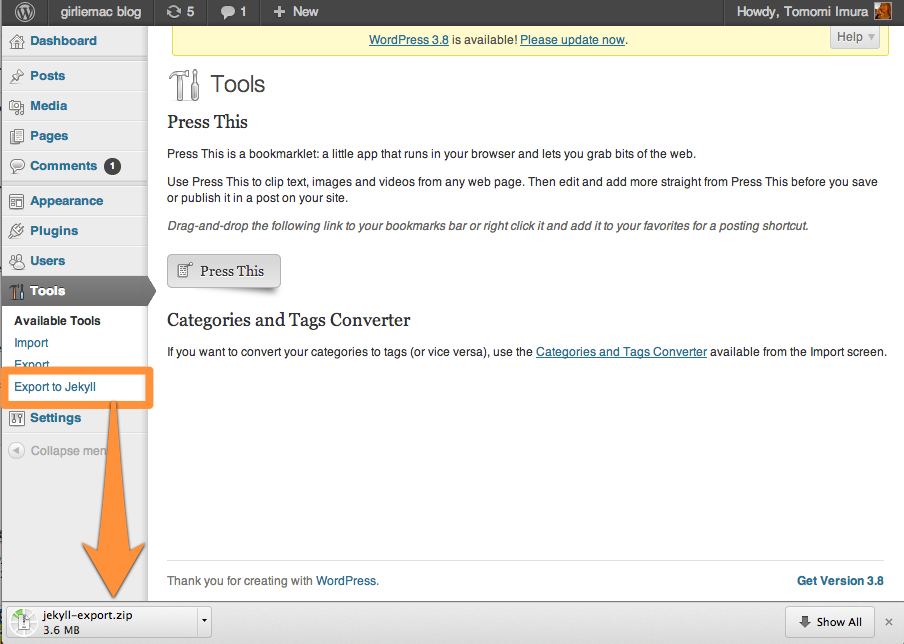 girliemac blog 5 1 + New Howdy, Tomomi Imura
WordPress 3.8 is available! Please update now.
Help
Dashboard
Posts
Media
Pages
Comments 1
Appearance
Plugins
Users
Tools
Available Tools
Import
Export
Export to Jekyll
Settings
Collapse men
Tools
Press This
Press This is a bookmarklet: a little app that runs in your browser and lets you grab bits of the web.
Use Press This to clip text, images and videos from any web page. Then edit and add more straight from Press This before you save
or publish it in a post on your site.
Drag-and-drop the following link to your bookmarks bar or right click it and add it to your favorites for a posting shortcut.
Press This
Categories and Tags Converter
If you want to convert your categories to tags (or vice versa), use the Categories and Tags Converter available from the Import screen.
Thank you for creating with WordPress. Get Version 3.8
jekyll-export.zip
3.6 MB
Show All